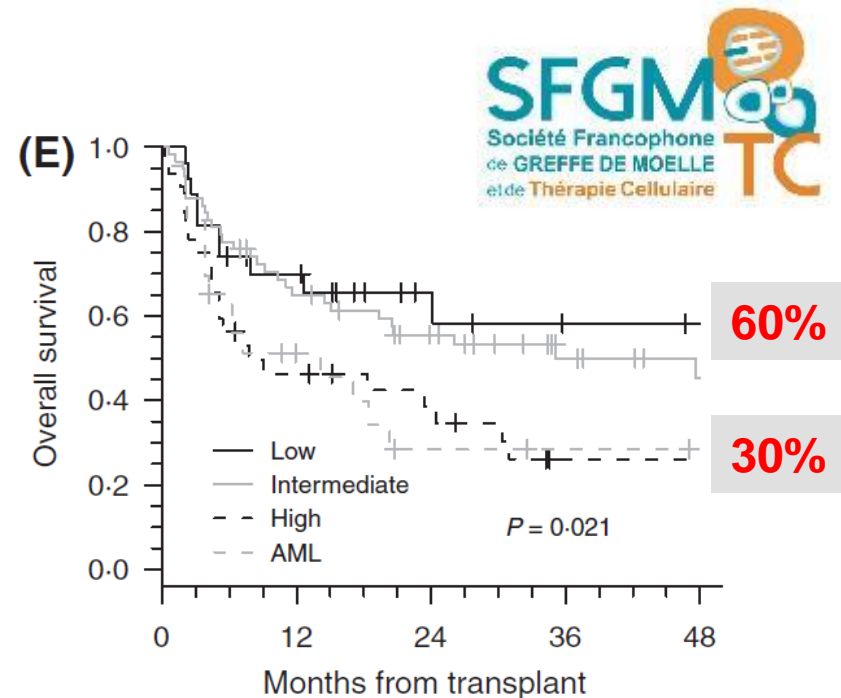 SFGM
TC
Société Francophone
de GREFFE DE MOELLE
et de Thérapie Cellulaire
(E)
1·0
0·8
0·6
0·4
0·2
0·0
Overall survival
60%
30%
Low
Intermediate
High
AML
P = 0·021
0 12 24 36 48
Months from transplant